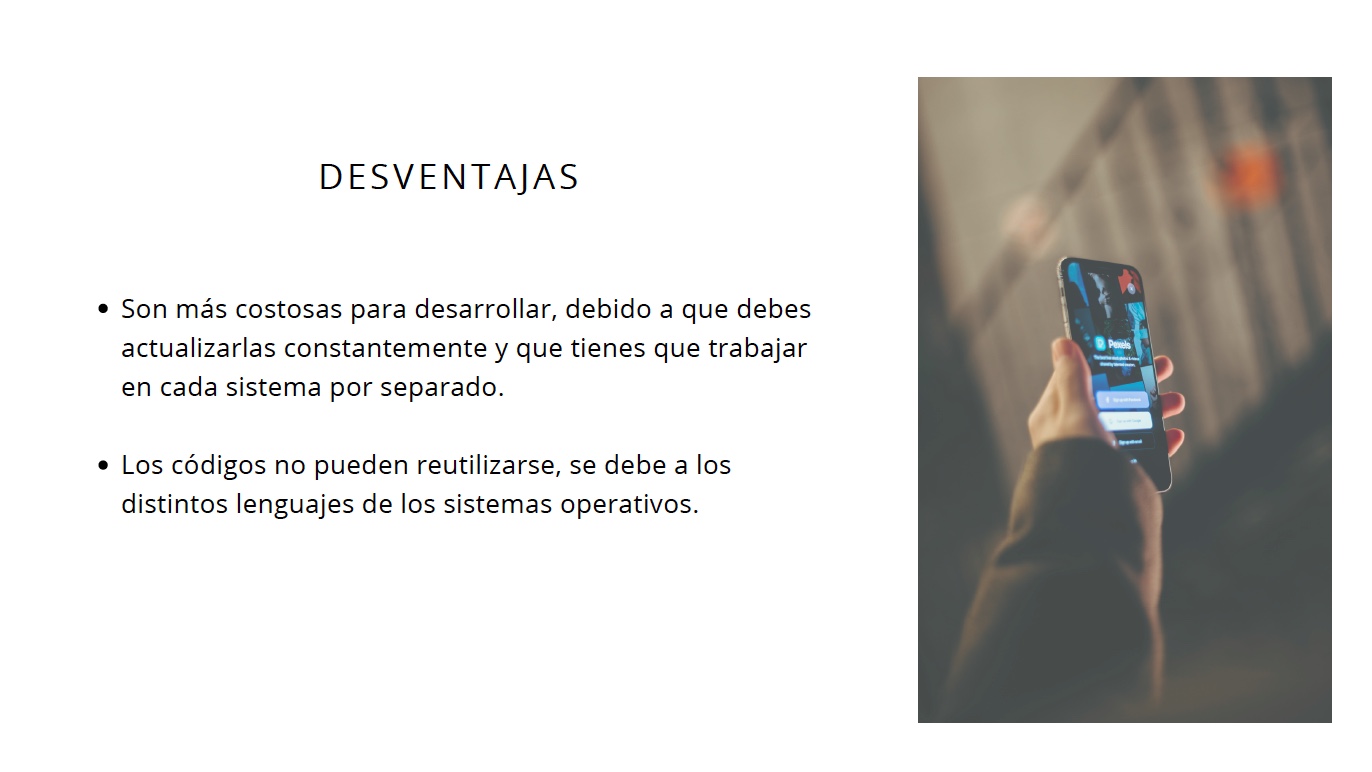 DESVENTAJAS
Son más costosas para desarrollar, debido a que debes
actualizarlas constantemente y que tienes que trabajar
en cada sistema por separado.
Los códigos no pueden reutilizarse, se debe a los
distintos lenguajes de los sistemas operativos.
Pexels